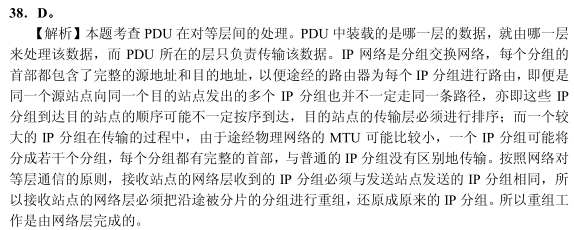 38．D。
【解析】本题考查 PDU 在对等层间的处理。PDU 中装载的是哪一层的数据，就由哪一层
来处理该数据，而 PDU 所在的层只负责传输该数据。IP 网络是分组交换网络，每个分组的
首部都包含了完整的源地址和目的地址，以便途经的路由器为每个 IP 分组进行路由，即便是
同一个源站点向同一个目的站点发出的多个 IP 分组也并不一定走同一条路径，亦即这些 IP
分组到达目的站点的顺序可能不一定按序到达，目的站点的传输层必须进行排序；而一个较
大的 IP 分组在传输的过程中，由于途经物理网络的 MTU 可能比较小，一个 IP 分组可能将
分成若干个分组，每个分组都有完整的首部，与普通的 IP 分组没有区别地传输。按照网络对
等层通信的原则，接收站点的网络层收到的 IP 分组必须与发送站点发送的 IP 分组相同，所
以接收站点的网络层必须把沿途被分片的分组进行重组，还原成原来的 IP 分组。所以重组工
作是由网络层完成的。